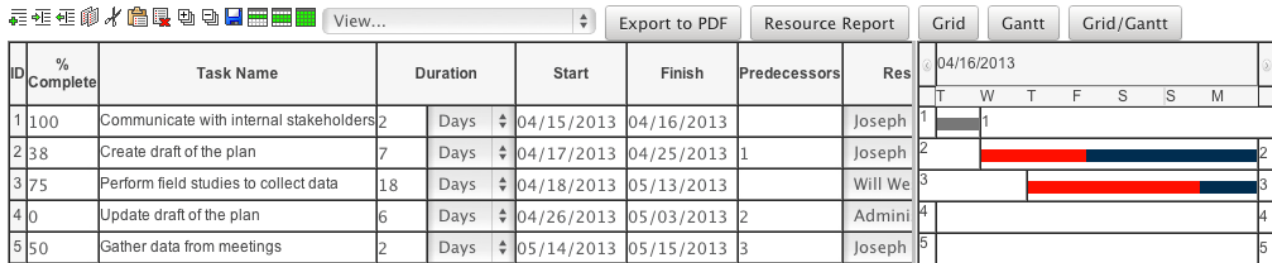 View... Export to PDF Resource Report Grid Gantt Grid/Gantt
ID % Complete Task Name Duration Start Finish Predecessors Res 04/16/2013
T W T F S S M
1 100 Communicate with internal stakeholders 2 Days 04/15/2013 04/16/2013 Joseph 1 1
2 38 Create draft of the plan 7 Days 04/17/2013 04/25/2013 1 Joseph 2 2
3 75 Perform field studies to collect data 18 Days 04/18/2013 05/13/2013 Will We 3 3
4 0 Update draft of the plan 6 Days 04/26/2013 05/03/2013 2 Admini 4 4
5 50 Gather data from meetings 2 Days 05/14/2013 05/15/2013 3 Joseph 5 5